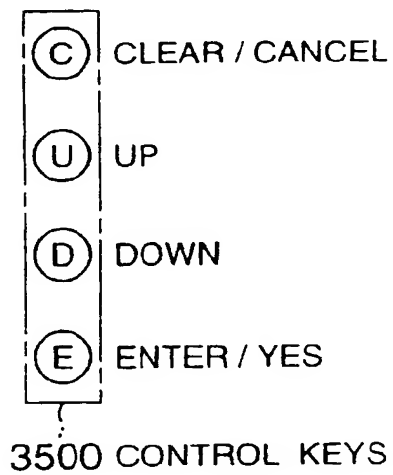 C CLEAR / CANCEL
U UP
D DOWN
E ENTER / YES
3500 CONTROL KEYS